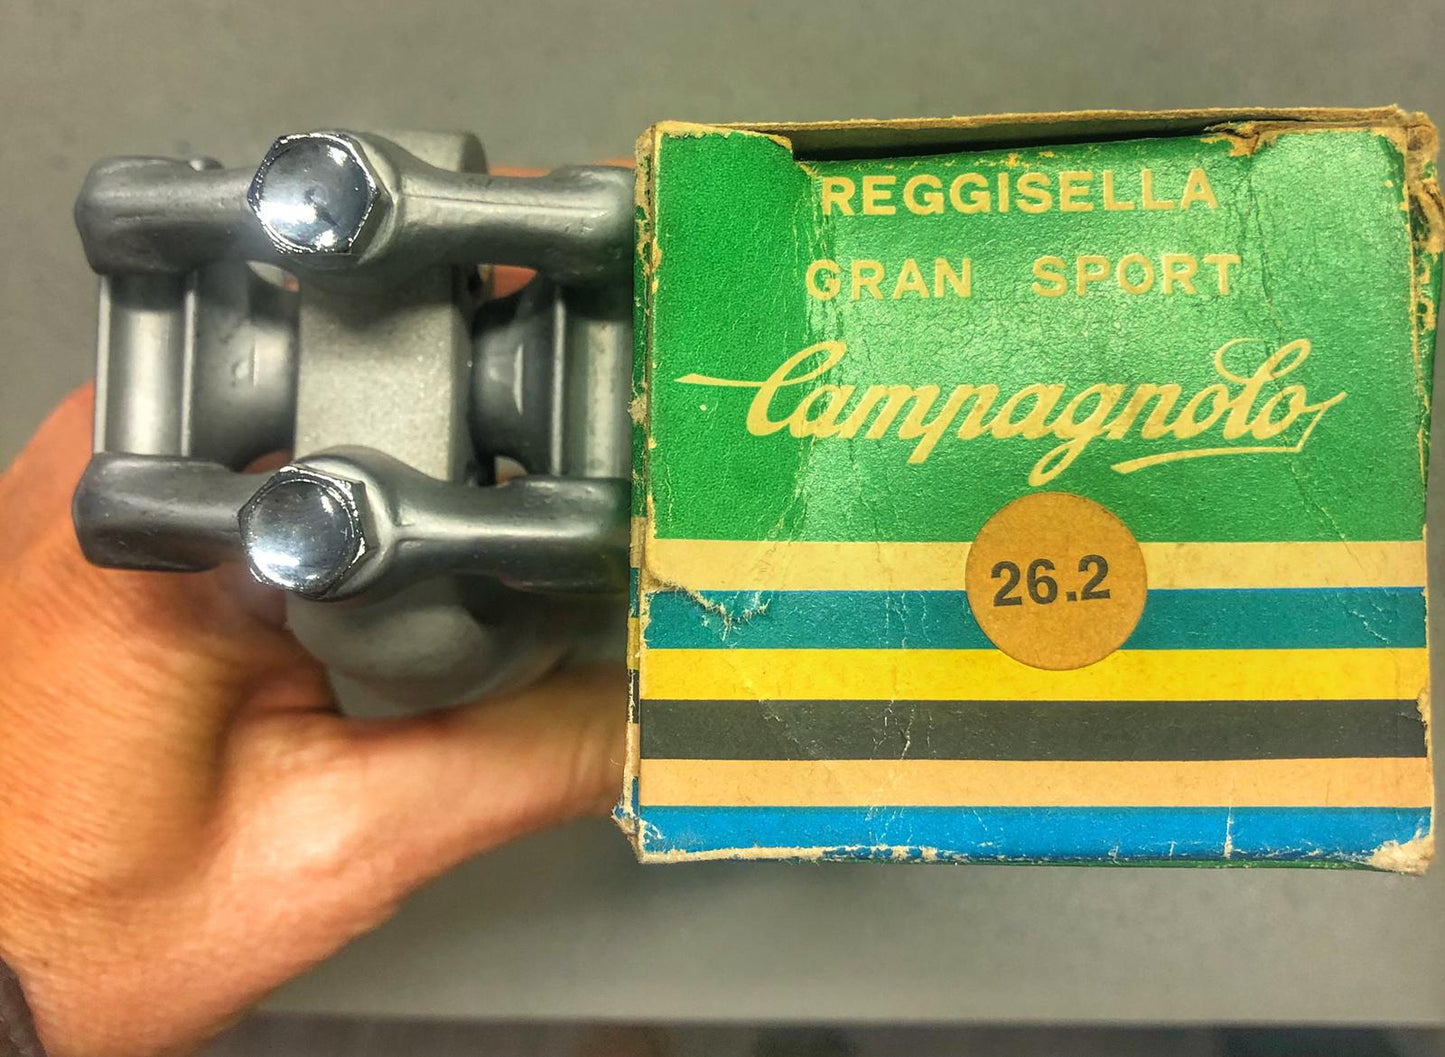 REGGISELLA
GRAN SPORT
Campagnolo
26.2